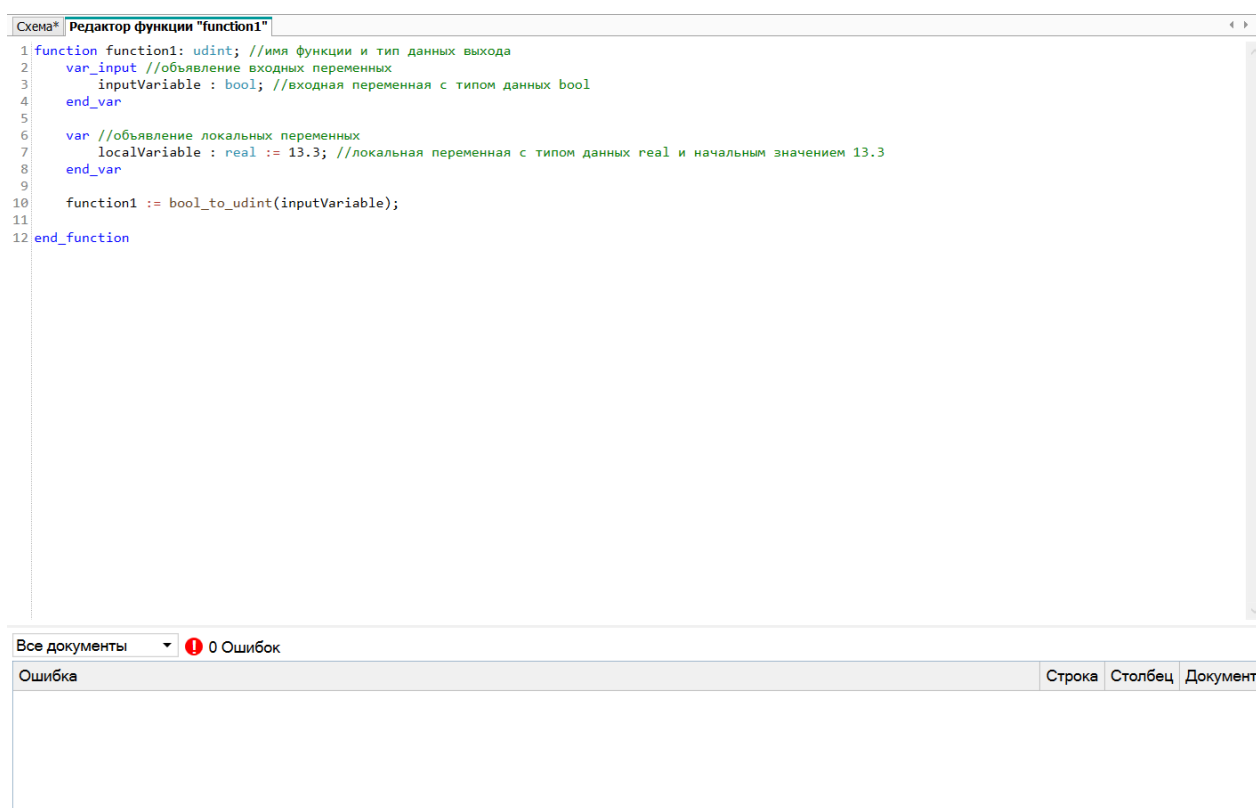 Схема* Редактор функции "function1"
1 function function1: udint; //имя функции и тип данных выхода
2 var_input //объявление входных переменных
3 inputVariable : bool; //входная переменная с типом данных bool
4 end_var
5
6 var //объявление локальных переменных
7 localVariable : real := 13.3; //локальная переменная с типом данных real и начальным значением 13.3
8 end_var
9
10 function1 := bool_to_udint(inputVariable);
11
12 end_function
Все документы 0 Ошибок
Ошибка Строка Столбец Документ